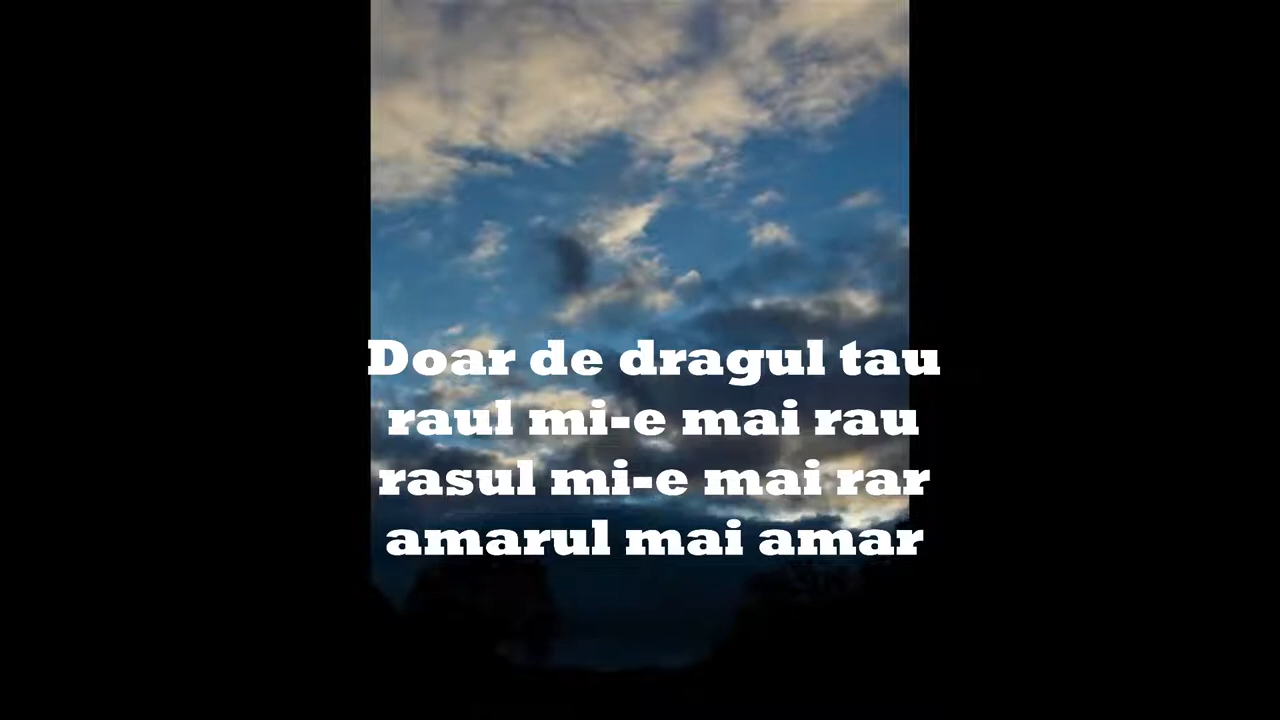 Doar de dragul tau
raul mi-e mai rau
rasul mi-e mai rar
amarul mai amar